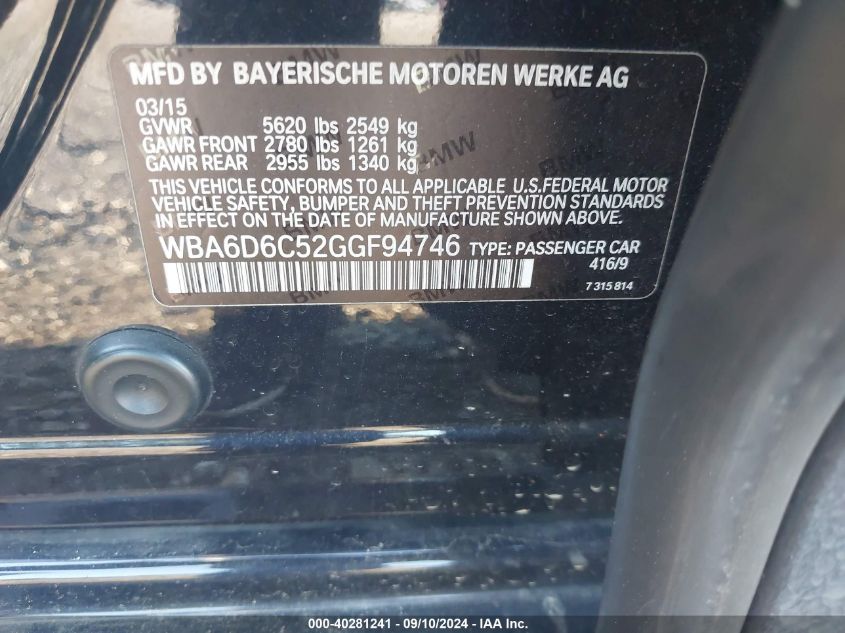 MFD BY BAYERISCHE MOTOREN WERKE AG
03/15
GVWR 5620 lbs 2549 kg
GAWR FRONT 2780 lbs 1261 kg
GAWR REAR 2955 lbs 1340 kg
THIS VEHICLE CONFORMS TO ALL APPLICABLE U.S.FEDERAL MOTOR
VEHICLE SAFETY, BUMPER AND THEFT PREVENTION STANDARDS
IN EFFECT ON THE DATE OF MANUFACTURE SHOWN ABOVE.
WBA6D6C52GGF94746 TYPE: PASSENGER CAR
416/9
7 315 814
000-40281241 - 09/10/2024 - IAA Inc.